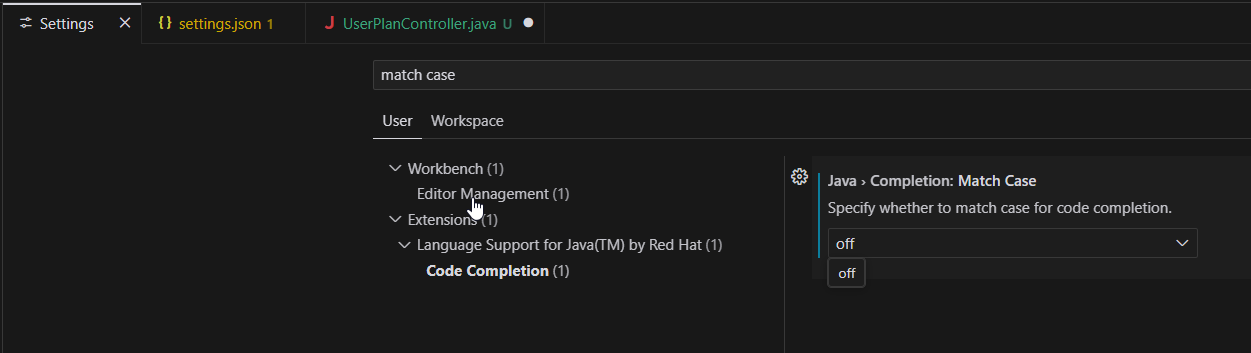 Settings
{} settings.json 1
J UserPlanController.java U
match case
User Workspace
Workbench (1)
Editor Management (1)
Extensions (1)
Language Support for Java(TM) by Red Hat (1)
Code Completion (1)
Java › Completion: Match Case
Specify whether to match case for code completion.
off
off